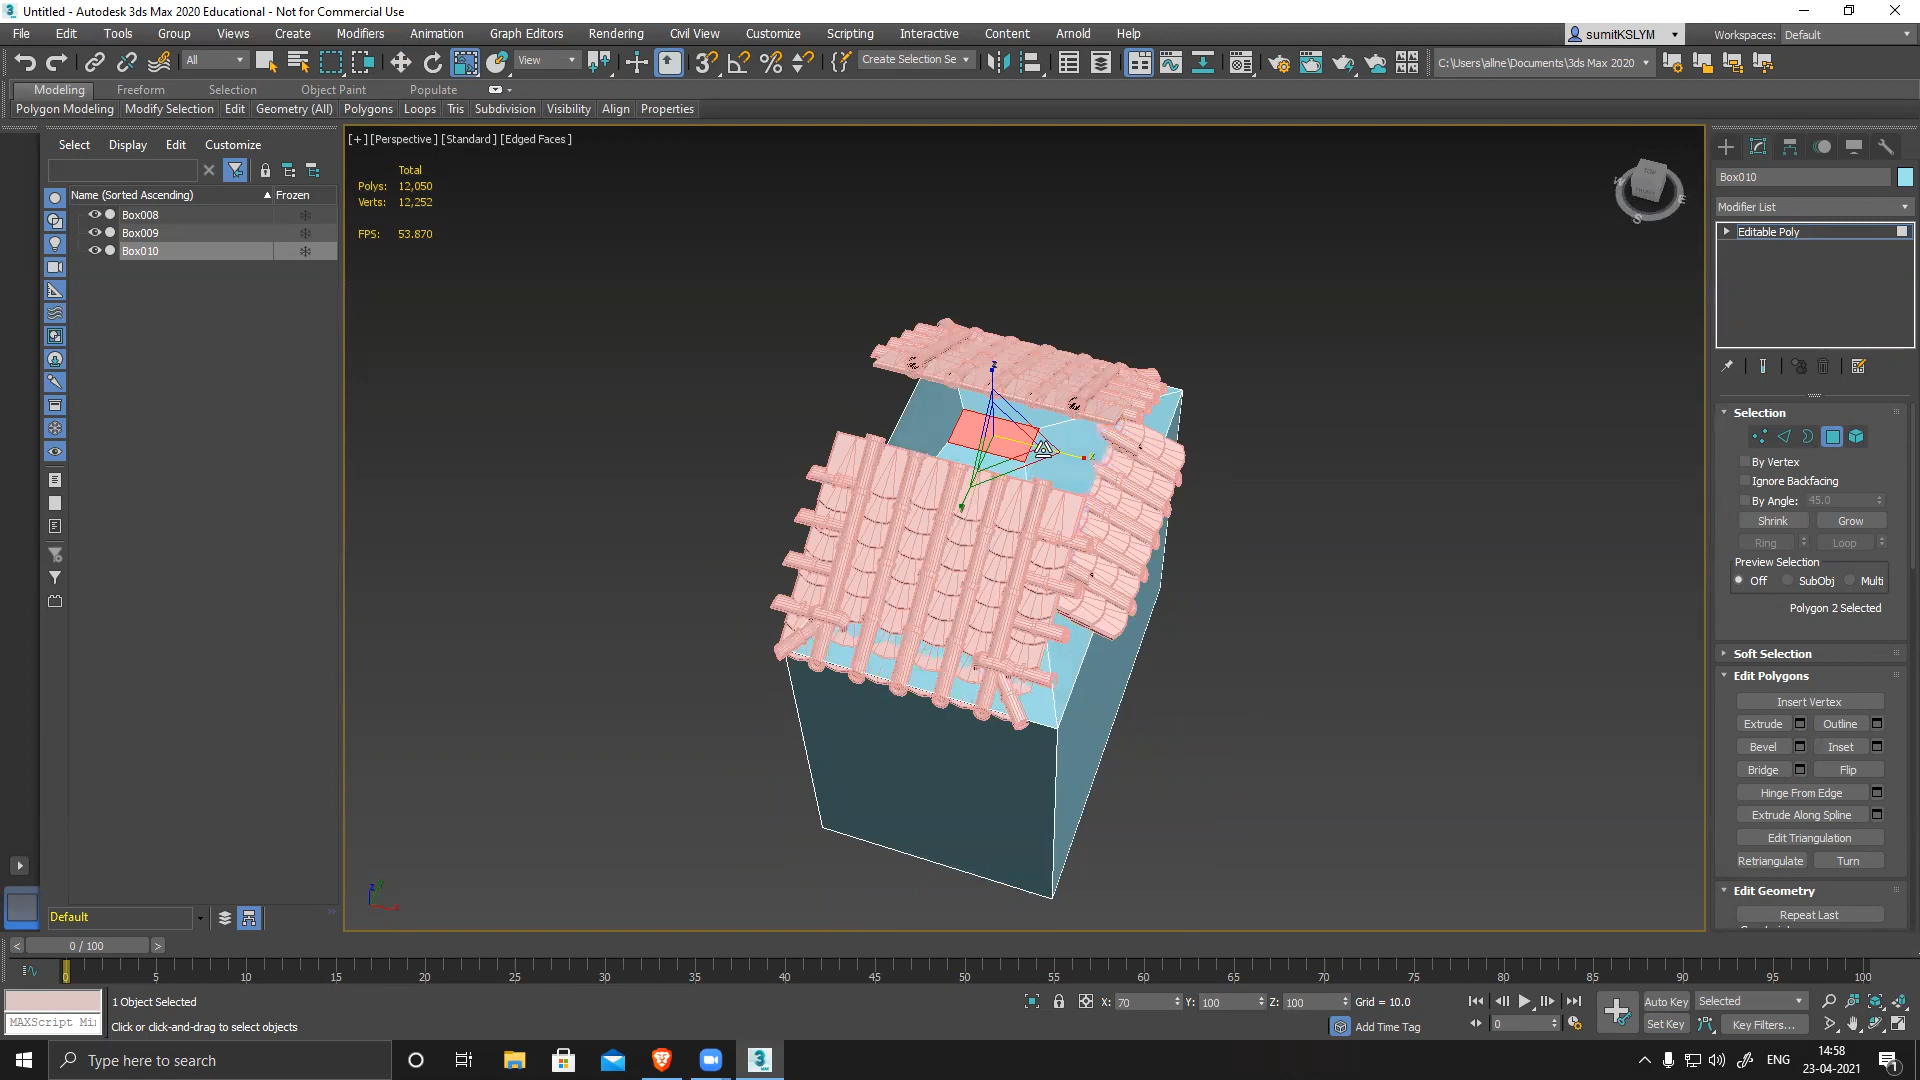 Untitled - Autodesk 3ds Max 2020 Educational - Not for Commercial Use
File Edit Tools Group Views Create Modifiers Animation Graph Editors Rendering Civil View Customize Scripting Interactive Content Arnold Help
sumitKSLYM Workspaces: Default
All View Create Selection Se C:\Users\allne\Documents\3ds Max 2020
Modeling Freeform Selection Object Paint Populate
Polygon Modeling Modify Selection Edit Geometry (All) Polygons Loops Tris Subdivision Visibility Align Properties
Select Display Edit Customize
[+] [Perspective] [Standard] [Edged Faces]
Total
Polys: 12,050
Verts: 12,252
FPS: 53.870
Name (Sorted Ascending) Frozen
Box008
Box009
Box010
TOP
FRONT
W
S
E
Box010
Modifier List
Editable Poly
Selection
By Vertex
Ignore Backfacing
By Angle: 45.0
Shrink Grow
Ring Loop
Preview Selection
Off SubObj Multi
Polygon 2 Selected
Soft Selection
Edit Polygons
Insert Vertex
Extrude Outline
Bevel Inset
Bridge Flip
Hinge From Edge
Extrude Along Spline
Edit Triangulation
Retriangulate Turn
Edit Geometry
Repeat Last
Default
< 0 / 100 >
0 5 10 15 20 25 30 35 40 45 50 55 60 65 70 75 80 85 90 95 100
1 Object Selected
X: 70 Y: 100 Z: 100 Grid = 10.0
Auto Key Selected
MAXScript Mi
Click or click-and-drag to select objects
Add Time Tag
0
Set Key Key Filters...
Type here to search
ENG
14:58
23-04-2021
1